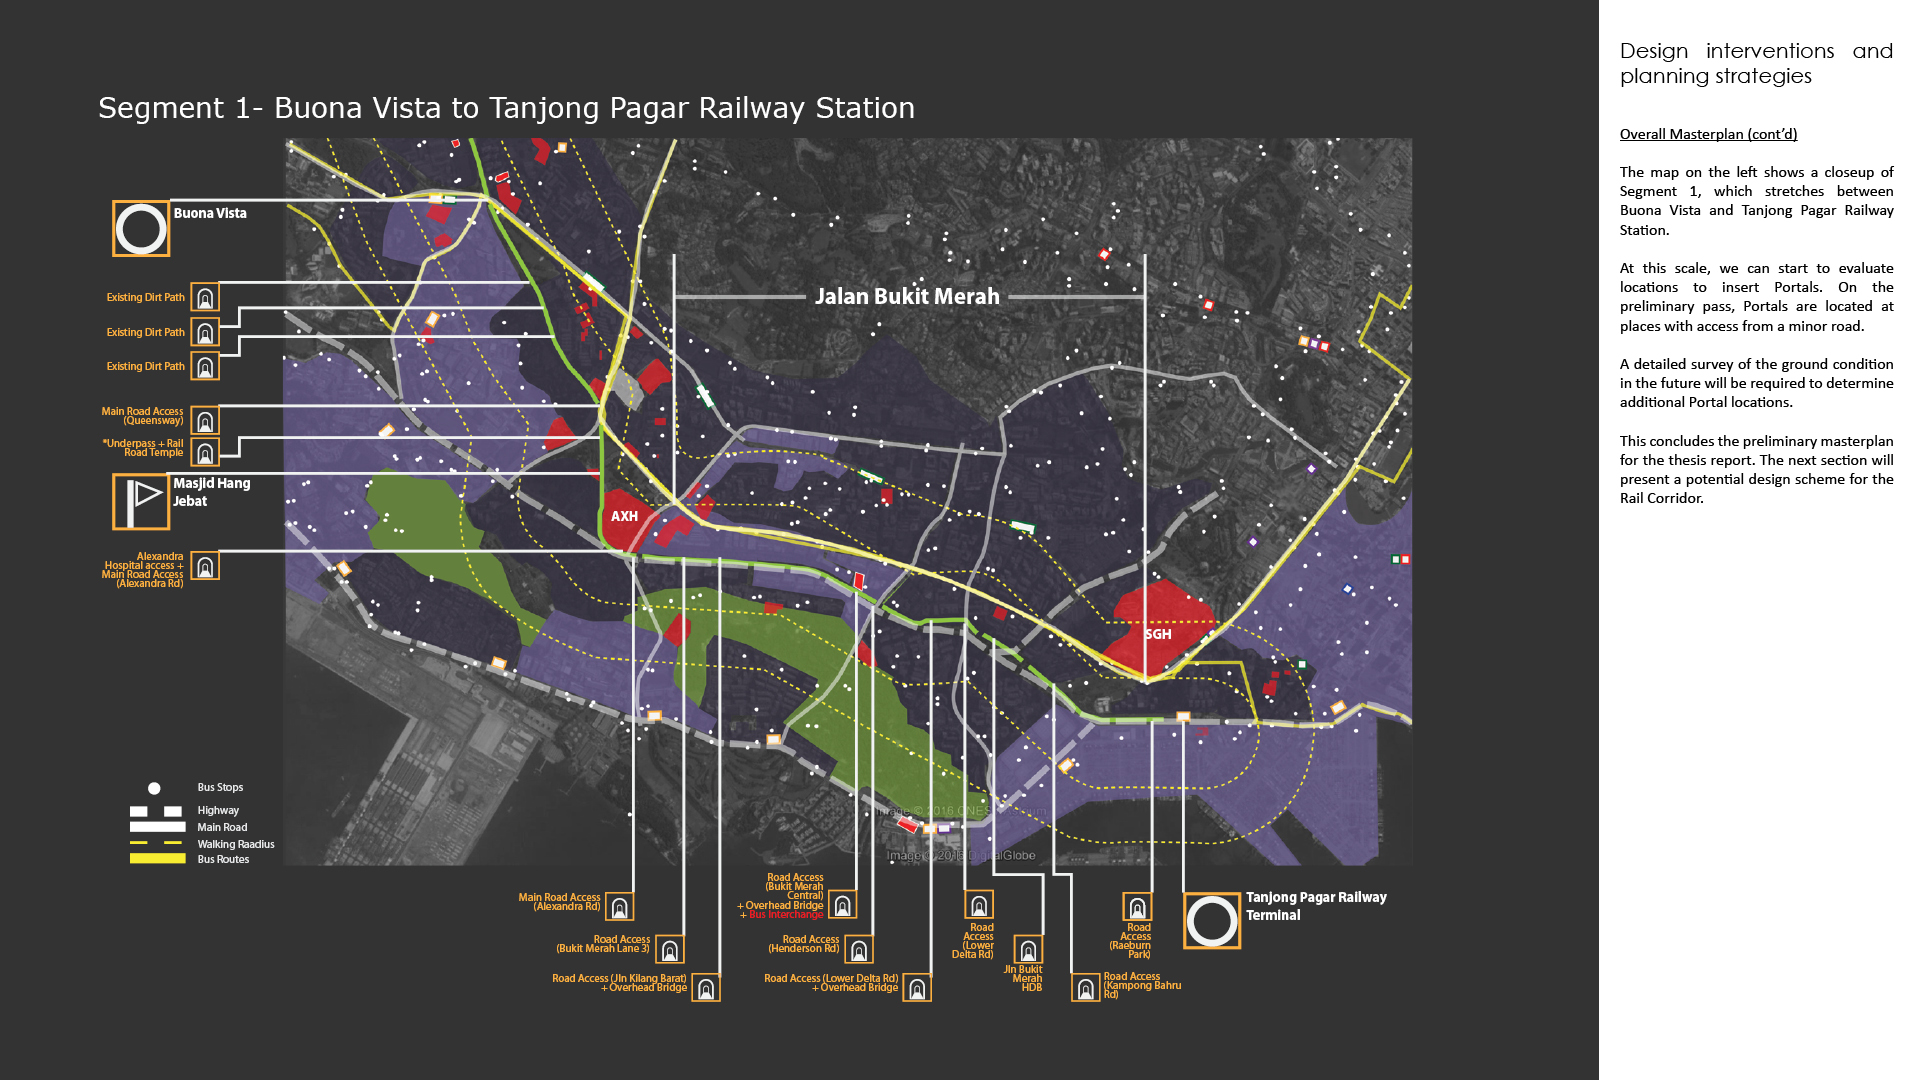 Segment 1- Buona Vista to Tanjong Pagar Railway Station
Buona Vista
Existing Dirt Path
Existing Dirt Path
Existing Dirt Path
Main Road Access
(Queensway)
*Underpass + Rail
Road Temple
Masjid Hang
Jebat
Alexandra
Hospital access +
Main Road Access
(Alexandra Rd)
Jalan Bukit Merah
AXH
SGH
Image © 2016
Image © 2016 DigitalGlobe
Bus Stops
Highway
Main Road
Walking Raadius
Bus Routes
Main Road Access
(Alexandra Rd)
Road Access
(Bukit Merah Lane 3)
Road Access (Jln Kilang Barat)
+ Overhead Bridge
Road Access
(Bukit Merah
Central)
+ Overhead Bridge
+ Bus Interchange
Road Access
(Henderson Rd)
Road Access (Lower Delta Rd)
+ Overhead Bridge
Road
Access
(Lower
Delta Rd)
Jln Bukit
Merah
HDB
Road Access
(Kampong Bahru
Rd)
Road
Access
(Raeburn
Park)
Tanjong Pagar Railway
Terminal
Design interventions and
planning strategies
Overall Masterplan (cont'd)
The map on the left shows a closeup of
Segment 1, which stretches between
Buona Vista and Tanjong Pagar Railway
Station.
At this scale, we can start to evaluate
locations to insert Portals. On the
preliminary pass, Portals are located at
places with access from a minor road.
A detailed survey of the ground condition
in the future will be required to determine
additional Portal locations.
This concludes the preliminary masterplan
for the thesis report. The next section will
present a potential design scheme for the
Rail Corridor.